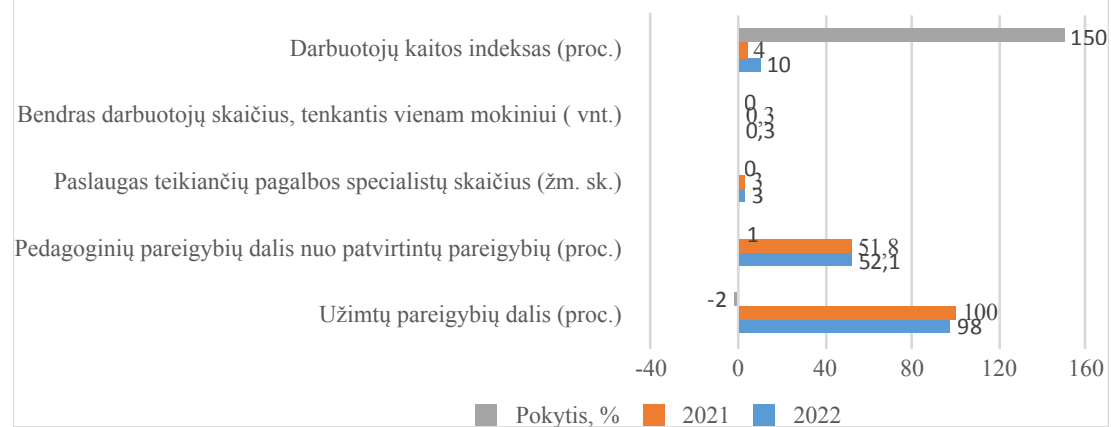 Darbuotojų kaitos indeksas (proc.)
150
4
10
Bendras darbuotojų skaičius, tenkantis vienam mokiniui ( vnt.)
0
0,3
0,3
Paslaugas teikiančių pagalbos specialistų skaičius (žm. sk.)
0
3
3
Pedagoginių pareigybių dalis nuo patvirtintų pareigybių (proc.)
1
51,8
52,1
Užimtų pareigybių dalis (proc.)
-2
100
98
-40 0 40 80 120 160
Pokytis, % 2021 2022